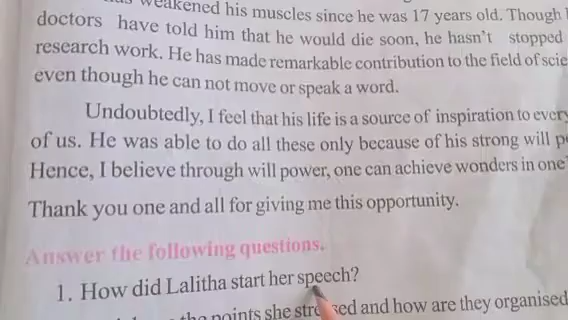 weakened his muscles since he was 17 years old. Though
doctors have told him that he would die soon, he hasn't stopped
research work. He has made remarkable contribution to the field of scie
even though he can not move or speak a word.
Undoubtedly, I feel that his life is a source of inspiration to every
of us. He was able to do all these only because of his strong will p
Hence, I believe through will power, one can achieve wonders in one'
Thank you one and all for giving me this opportunity.
Answer the following questions.
1. How did Lalitha start her speech?
the points she and how are they organised